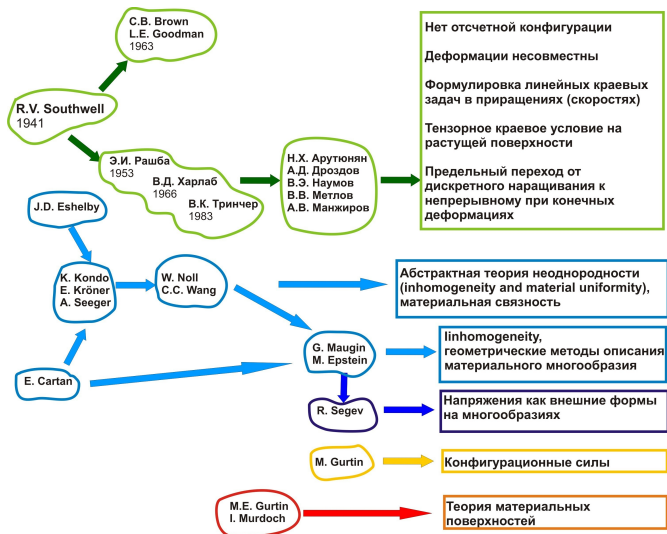 C.B. Brown
L.E. Goodman
1963
R.V. Southwell
1941
Э.И. Рашба
1953
В.Д. Харлаб
1966
В.К. Тринчер
1983
Н.Х. Арутюнян
А.Д. Дроздов
В.Э. Наумов
В.В. Метлов
А.В. Манжиров
Нет отсчетной конфигурации
Деформации несовместны
Формулировка линейных краевых
задач в приращениях (скоростях)
Тензорное краевое условие на
растущей поверхности
Предельный переход от
дискретного наращивания к
непрерывному при конечных
деформациях
J.D. Eshelby
K. Kondo
E. Kröner
A. Seeger
W. Noll
C.C. Wang
Абстрактная теория неоднородности
(inhomogeneity and material uniformity),
материальная связность
E. Cartan
G. Maugin
M. Epstein
Iinhomogeneity,
геометрические методы описания
материального многообразия
R. Segev
Напряжения как внешние формы
на многообразиях
M. Gurtin
Конфигурационные силы
M.E. Gurtin
I. Murdoch
Теория материальных
поверхностей